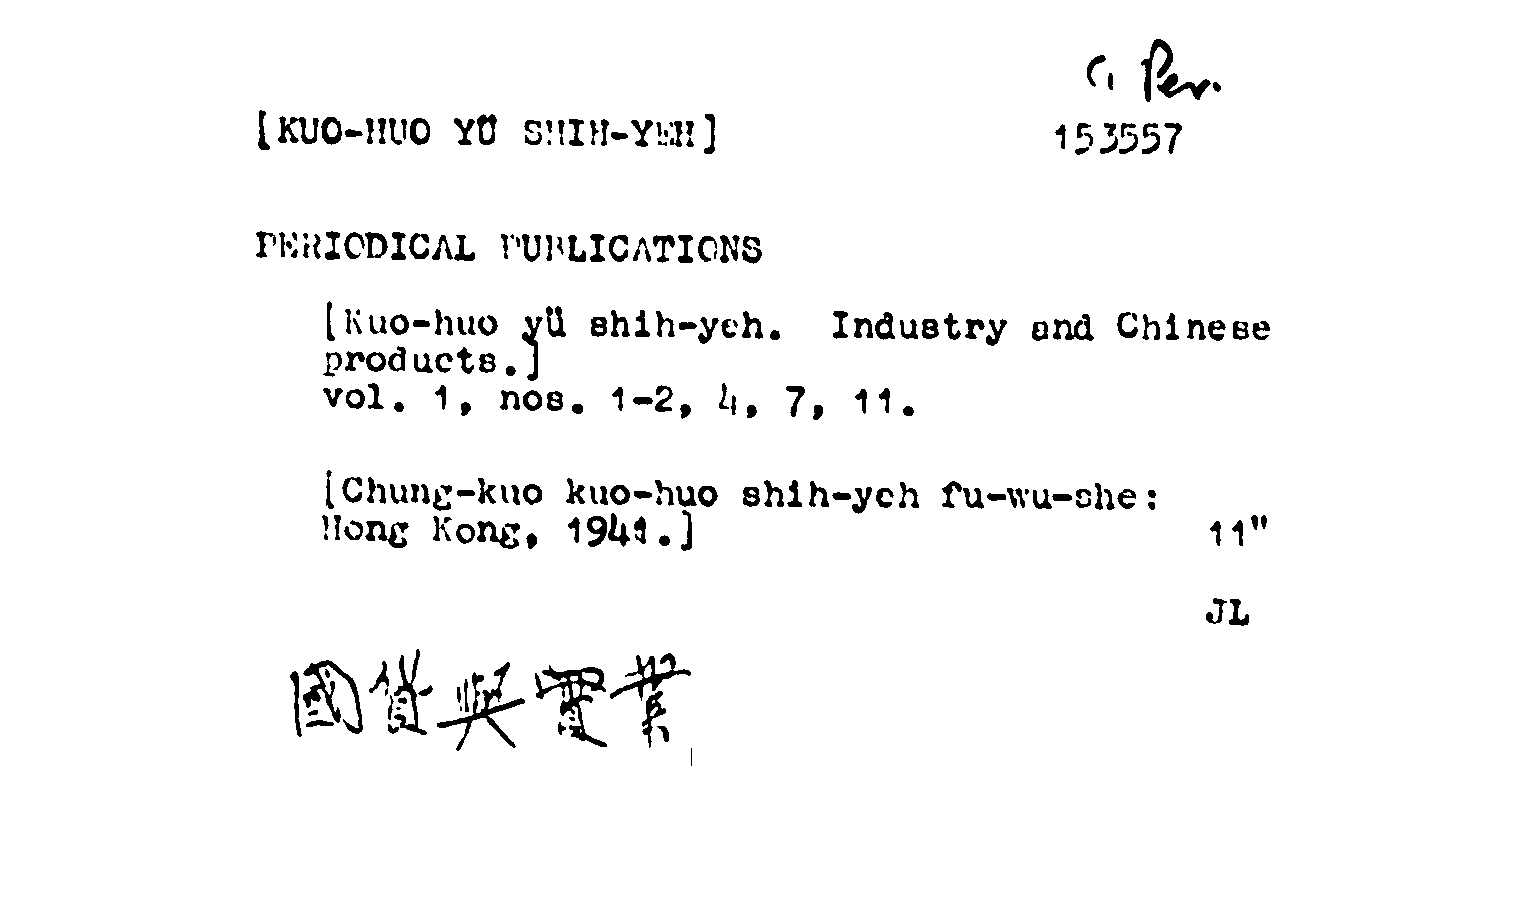 C. Per.
[KUO-HUO YÜ SHIH-YEH] 153557
PERIODICAL PUBLICATIONS
[Kuo-huo yü shih-yeh. Industry and Chinese
products.]
vol. 1, nos. 1-2, 4, 7, 11.
[Chung-kuo kuo-huo shih-yeh fu-wu-she:
Hong Kong, 1941.] 11"
JL
國貨與實業